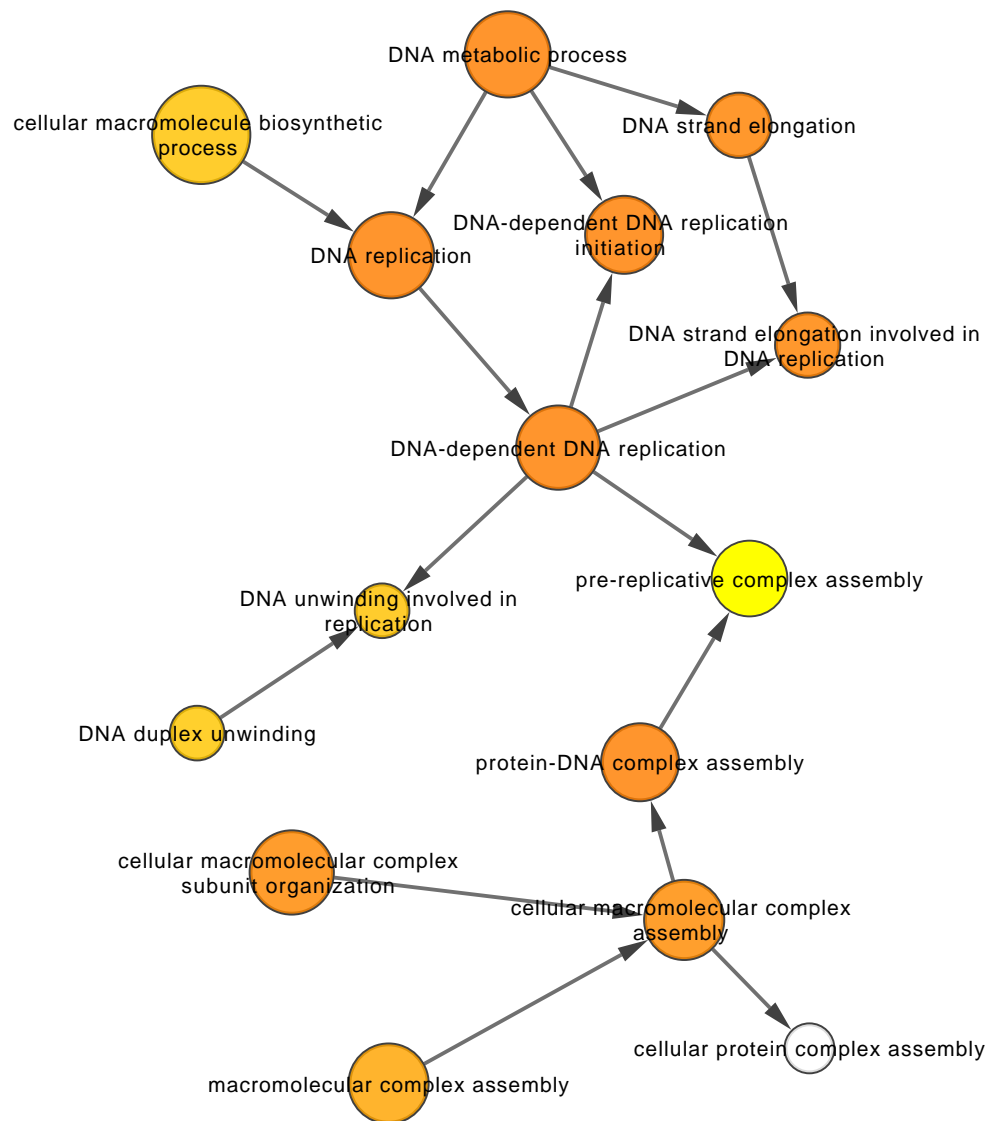 DNA metabolic process
cellular macromolecule biosynthetic
process
DNA strand elongation
DNA-dependent DNA replication
initiation
DNA replication
DNA strand elongation involved in
DNA replication
DNA-dependent DNA replication
pre-replicative complex assembly
DNA unwinding involved in
replication
DNA duplex unwinding
protein-DNA complex assembly
cellular macromolecular complex
subunit organization
cellular macromolecular complex
assembly
cellular protein complex assembly
macromolecular complex assembly